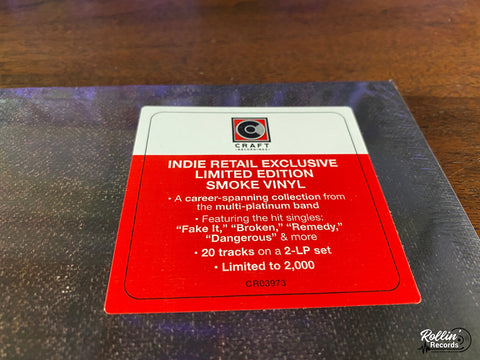 CRAFT
RECORDINGS
INDIE RETAIL EXCLUSIVE
LIMITED EDITION
SMOKE VINYL
• A career-spanning collection from
the multi-platinum band
• Featuring the hit singles:
“Fake It,” “Broken,” “Remedy,”
“Dangerous” & more
• 20 tracks on a 2-LP set
• Limited to 2,000
CR03973
Rollin'
Records